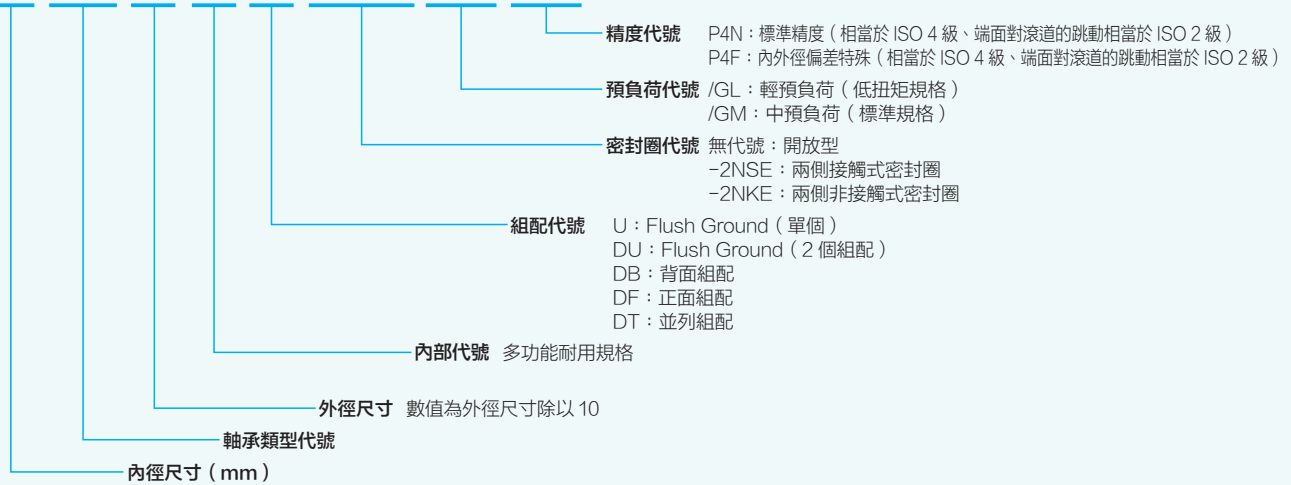 精度代號 P4N：標準精度（相當於 ISO 4 級、端面對滾道的跳動相當於 ISO 2 級）
P4F：內外徑偏差特殊（相當於 ISO 4 級、端面對滾道的跳動相當於 ISO 2 級）
預負荷代號 /GL：輕預負荷（低扭矩規格）
/GM：中預負荷（標準規格）
密封圈代號 無代號：開放型
-2NSE：兩側接觸式密封圈
-2NKE：兩側非接觸式密封圈
組配代號 U：Flush Ground（單個）
DU：Flush Ground（2 個組配）
DB：背面組配
DF：正面組配
DT：並列組配
內部代號 多功能耐用規格
外徑尺寸 數值為外徑尺寸除以 10
軸承類型代號
內徑尺寸（mm）